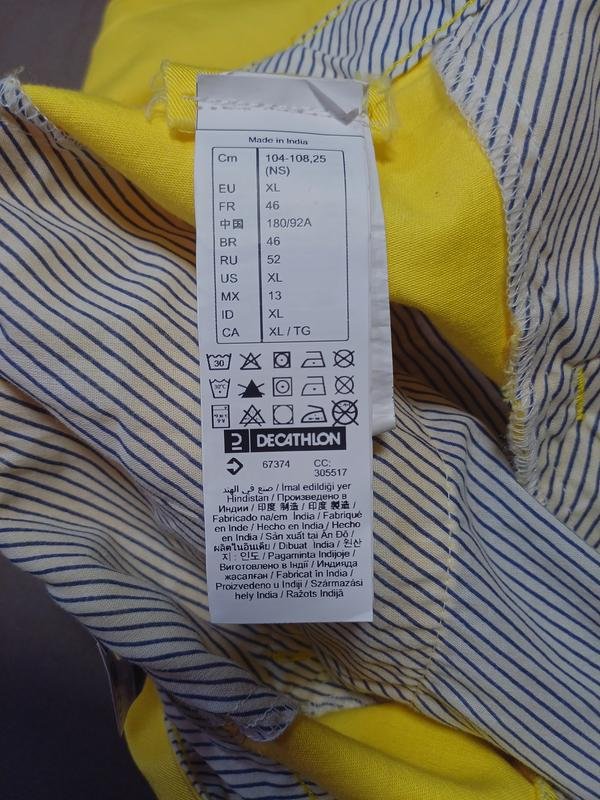 Made in India
Cm 104-108,25
(NS)
EU XL
FR 46
中国 180/92A
BR 46
RU 52
US XL
MX 13
ID XL
CA XL / TG
30
30°C
DECATHLON
67374 CC:
305517
صنع في الهند / İmal edildiği yer
Hindistan / Произведено в
Индии / 印度 制造 / 印度 製造 /
Fabricado na/em India / Fabriqué
en Inde / Hecho en India / Hecho
en India / Sản xuất tại Ấn Độ /
ผลิตในอินเดีย / Dibuat India / 원산
지 : 인도 / Pagaminta Indijoje /
Виготовлено в Індії / Индияда
жасалған / Fabricat în India /
Proizvedeno u Indiji / Származási
hely India / Ražots Indijā